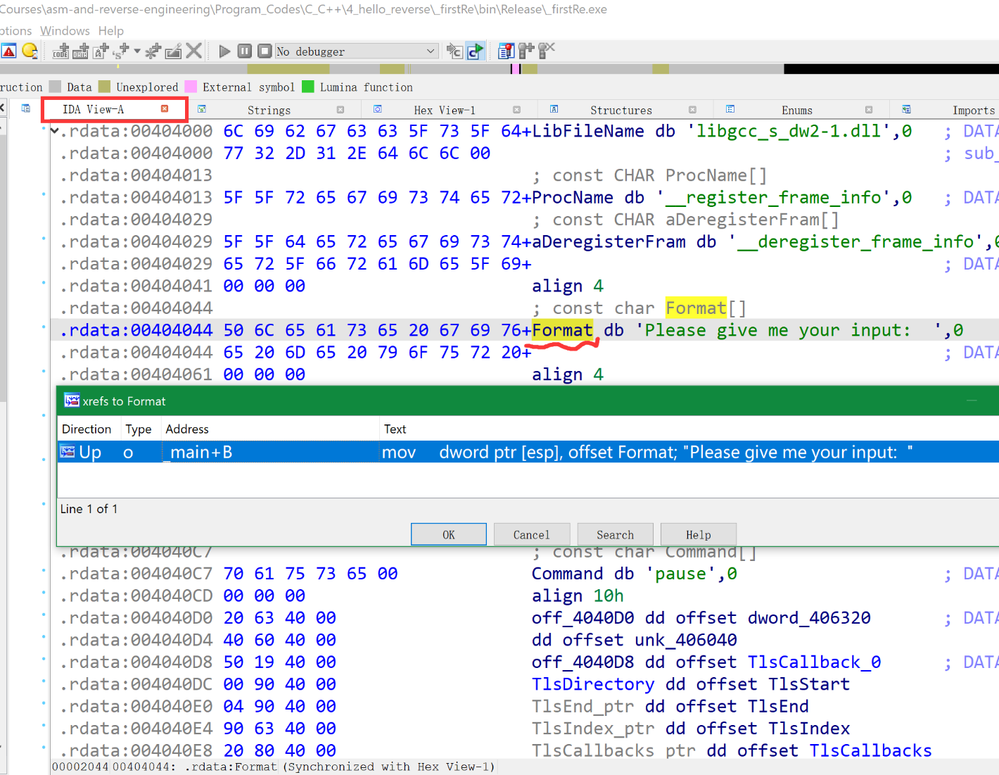 Courses\asm-and-reverse-engineering\Program_Codes\C_C++\4_hello_reverse\_firstRe\bin\Release\_firstRe.exe
ptions Windows Help
No debugger
ruction Data Unexplored External symbol Lumina function
IDA View-A Strings Hex View-1 Structures Enums Imports
.rdata:00404000 6C 69 62 67 63 63 5F 73 5F 64+LibFileName db 'libgcc_s_dw2-1.dll',0 ; DATA
.rdata:00404000 77 32 2D 31 2E 64 6C 6C 00 ; sub_
.rdata:00404013 ; const CHAR ProcName[]
.rdata:00404013 5F 5F 72 65 67 69 73 74 65 72+ProcName db '__register_frame_info',0 ; DATA
.rdata:00404029 ; const CHAR aDeregisterFram[]
.rdata:00404029 5F 5F 64 65 72 65 67 69 73 74+aDeregisterFram db '__deregister_frame_info',0
.rdata:00404029 65 72 5F 66 72 61 6D 65 5F 69+ ; DATA
.rdata:00404041 00 00 00 align 4
.rdata:00404044 ; const char Format[]
.rdata:00404044 50 6C 65 61 73 65 20 67 69 76+Format db 'Please give me your input:  ',0
.rdata:00404044 65 20 6D 65 20 79 6F 75 72 20+ ; DATA
.rdata:00404061 00 00 00 align 4
xrefs to Format
Direction Type Address Text
Up o _main+B mov dword ptr [esp], offset Format; "Please give me your input:  "
Line 1 of 1
OK Cancel Search Help
.rdata:004040C7 ; const char Command[]
.rdata:004040C7 70 61 75 73 65 00 Command db 'pause',0 ; DATA
.rdata:004040CD 00 00 00 align 10h
.rdata:004040D0 20 63 40 00 off_4040D0 dd offset dword_406320 ; DATA
.rdata:004040D4 40 60 40 00 dd offset unk_406040
.rdata:004040D8 50 19 40 00 off_4040D8 dd offset TlsCallback_0 ; DATA
.rdata:004040DC 00 90 40 00 TlsDirectory dd offset TlsStart
.rdata:004040E0 04 90 40 00 TlsEnd_ptr dd offset TlsEnd
.rdata:004040E4 90 63 40 00 TlsIndex_ptr dd offset TlsIndex
.rdata:004040E8 20 80 40 00 TlsCallbacks_ptr dd offset TlsCallbacks
00002044 00404044: .rdata:Format (Synchronized with Hex View-1)